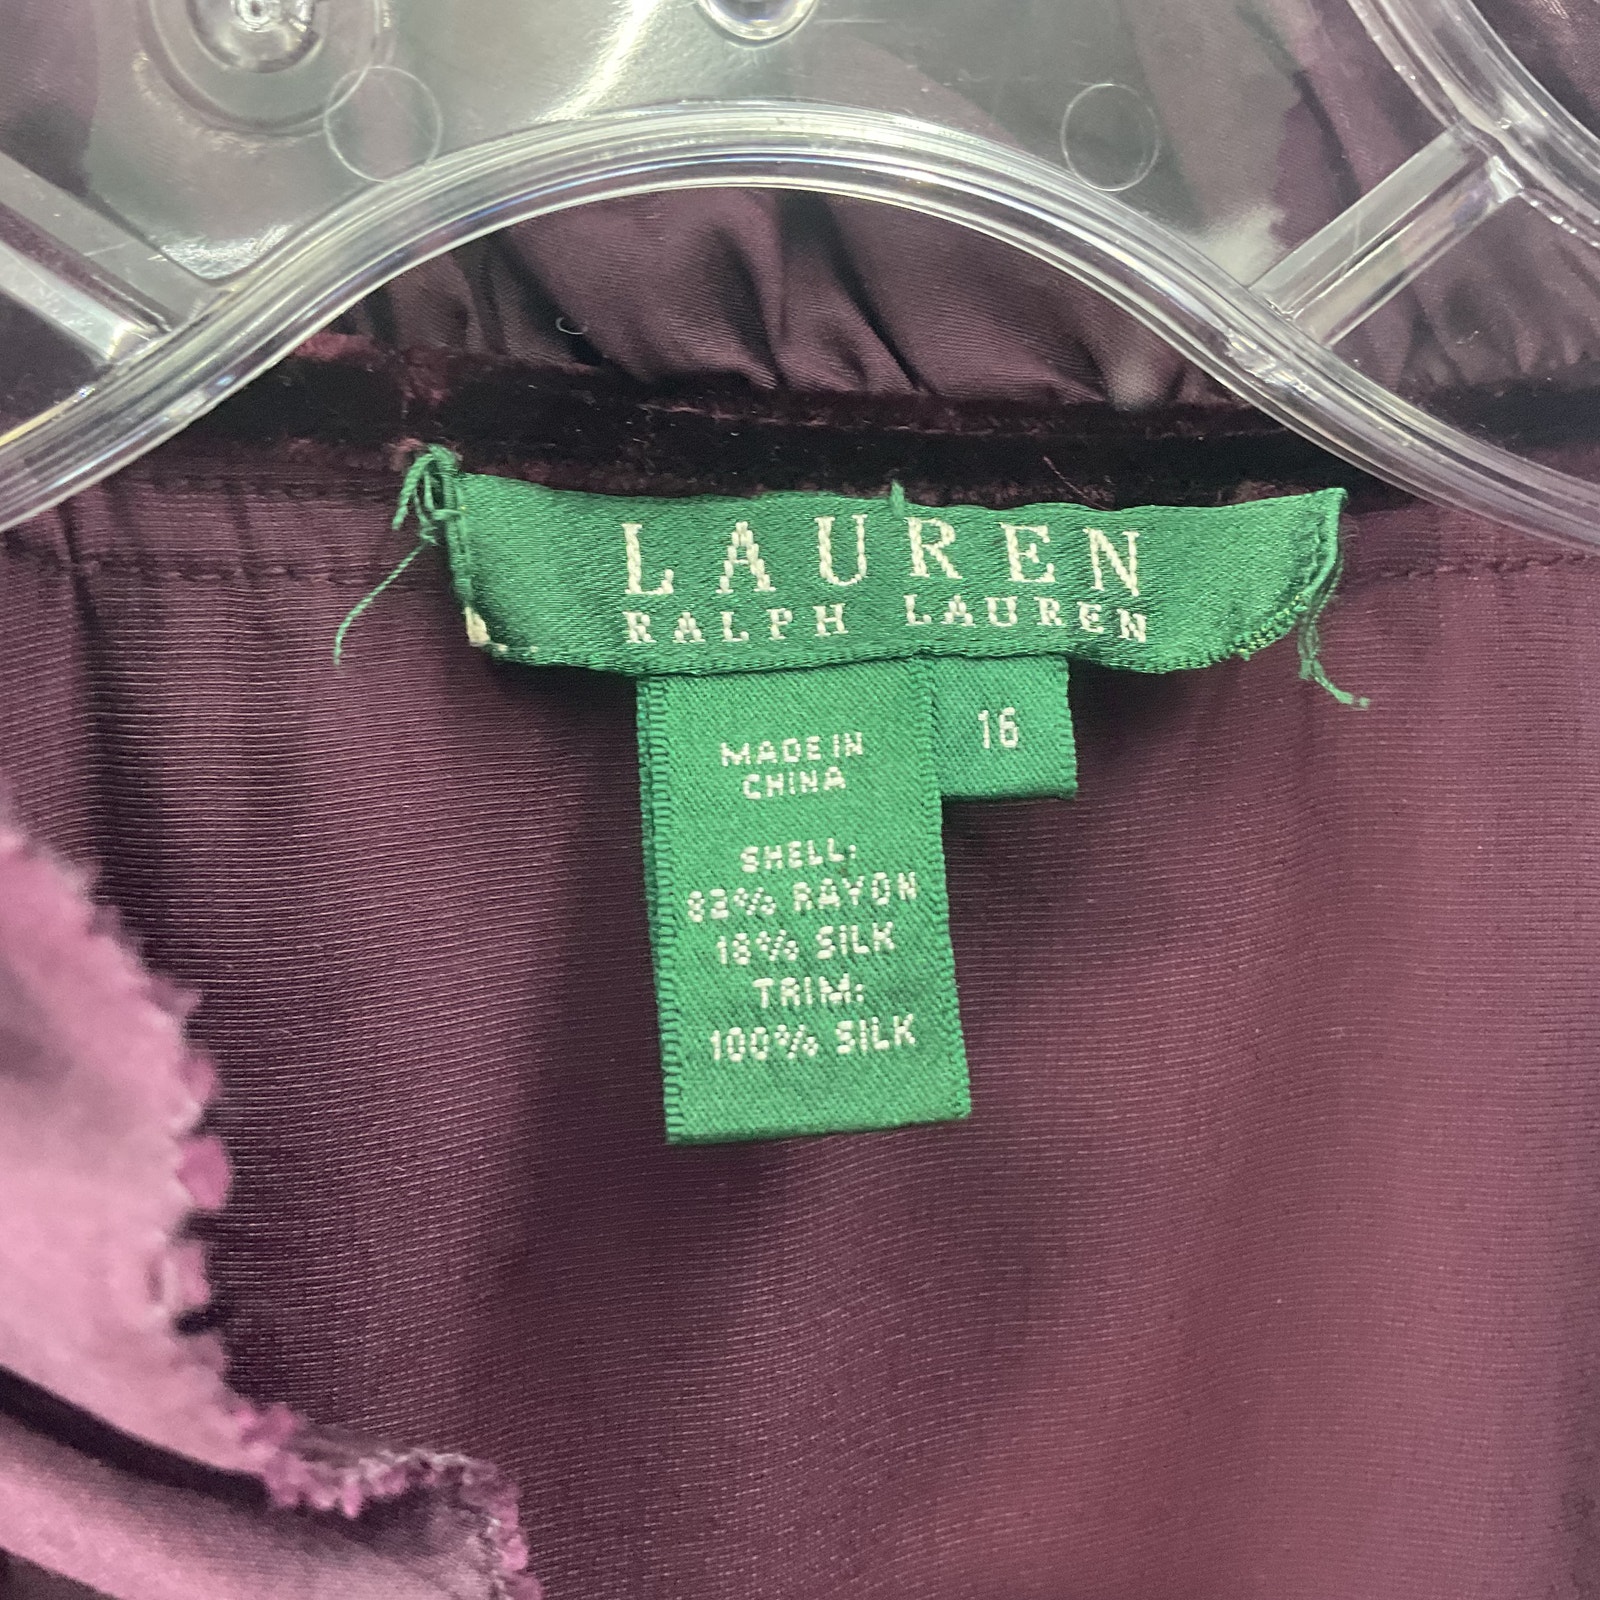 LAUREN
RALPH LAUREN
16
MADE IN
CHINA
SHELL:
82% RAYON
18% SILK
TRIM:
100% SILK